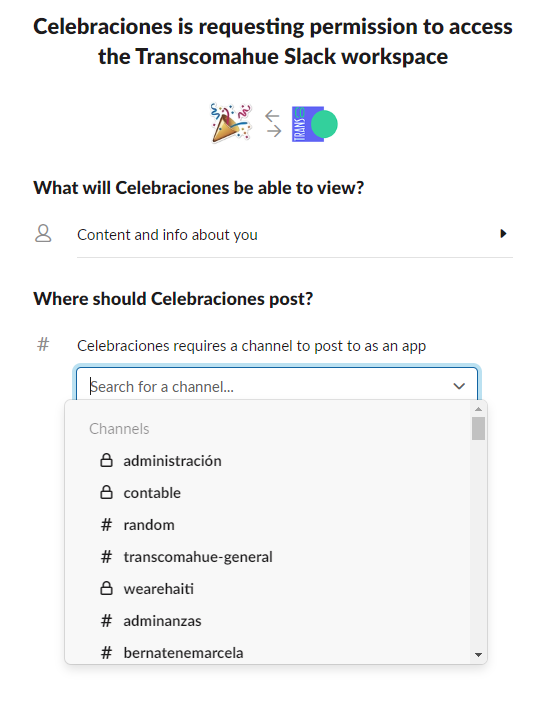 Celebraciones is requesting permission to access
the Transcomahue Slack workspace
TRANSCO
What will Celebraciones be able to view?
Content and info about you
Where should Celebraciones post?
# Celebraciones requires a channel to post to as an app
Search for a channel...
Channels
administración
contable
# random
# transcomahue-general
wearehaiti
# adminanzas
# bernatenemarcela